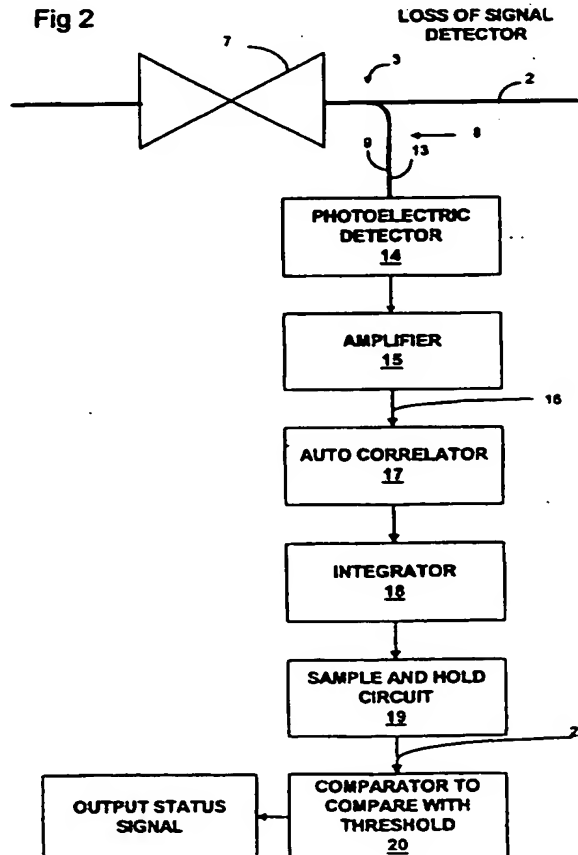 Fig 2
LOSS OF SIGNAL
DETECTOR
7
3
2
8
9
13
PHOTOELECTRIC
DETECTOR
14
AMPLIFIER
15
16
AUTO CORRELATOR
17
INTEGRATOR
18
SAMPLE AND HOLD
CIRCUIT
19
OUTPUT STATUS
SIGNAL
COMPARATOR TO
COMPARE WITH
THRESHOLD
20